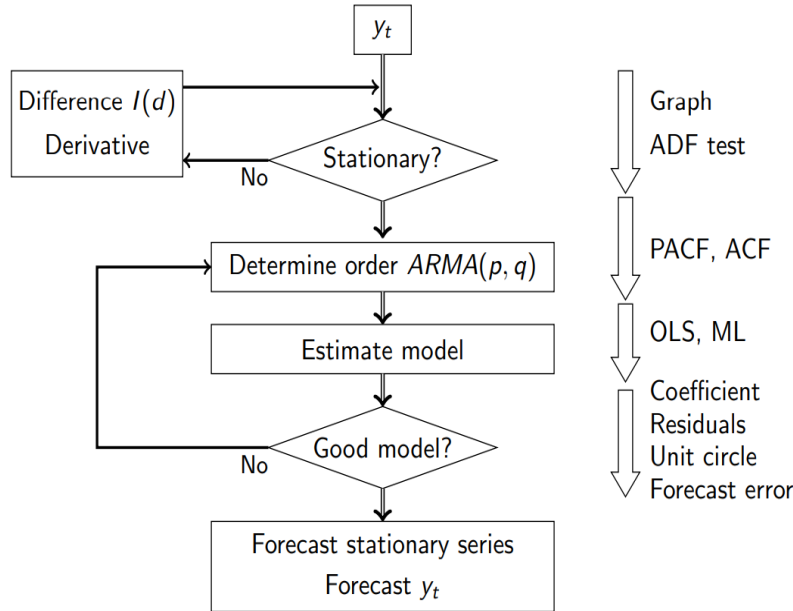 y_t
Difference I(d)
Derivative
Stationary?
No
Determine order ARMA(p, q)
Estimate model
Good model?
No
Forecast stationary series
Forecast y_t
Graph
ADF test
PACF, ACF
OLS, ML
Coefficient
Residuals
Unit circle
Forecast error